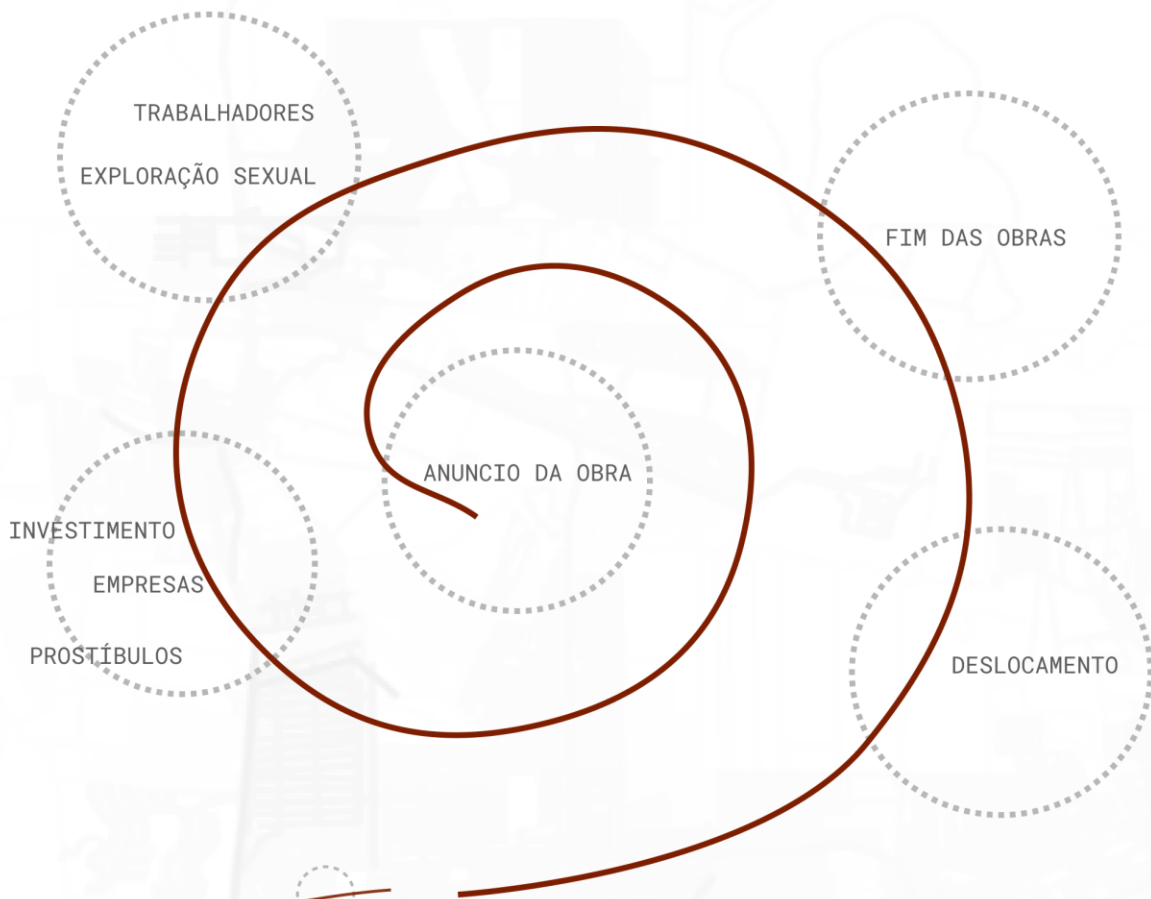 TRABALHADORES
EXPLORAÇÃO SEXUAL
FIM DAS OBRAS
ANUNCIO DA OBRA
INVESTIMENTO
EMPRESAS
PROSTÍBULOS
DESLOCAMENTO